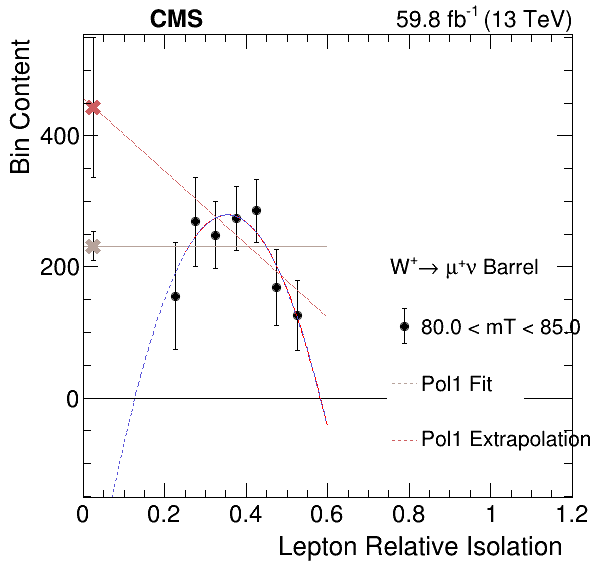 CMS
59.8 fb⁻¹ (13 TeV)
Bin Content
400
200
0
W⁺→ μ⁺ν Barrel
80.0 < mT < 85.0
Pol1 Fit
Pol1 Extrapolation
0 0.2 0.4 0.6 0.8 1 1.2
Lepton Relative Isolation